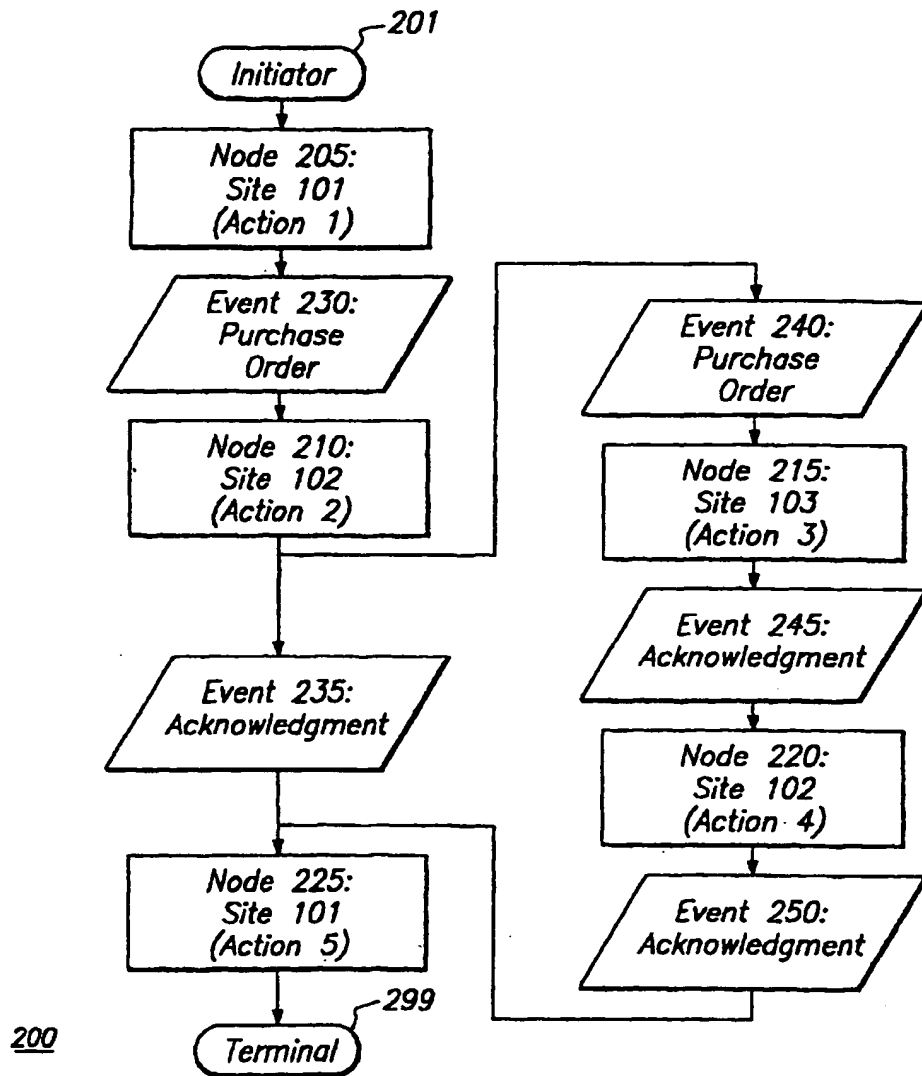 201
Initiator
Node 205:
Site 101
(Action 1)
Event 230:
Purchase
Order
Node 210:
Site 102
(Action 2)
Event 235:
Acknowledgment
Node 225:
Site 101
(Action 5)
299
Terminal
200
Event 240:
Purchase
Order
Node 215:
Site 103
(Action 3)
Event 245:
Acknowledgment
Node 220:
Site 102
(Action 4)
Event 250:
Acknowledgment